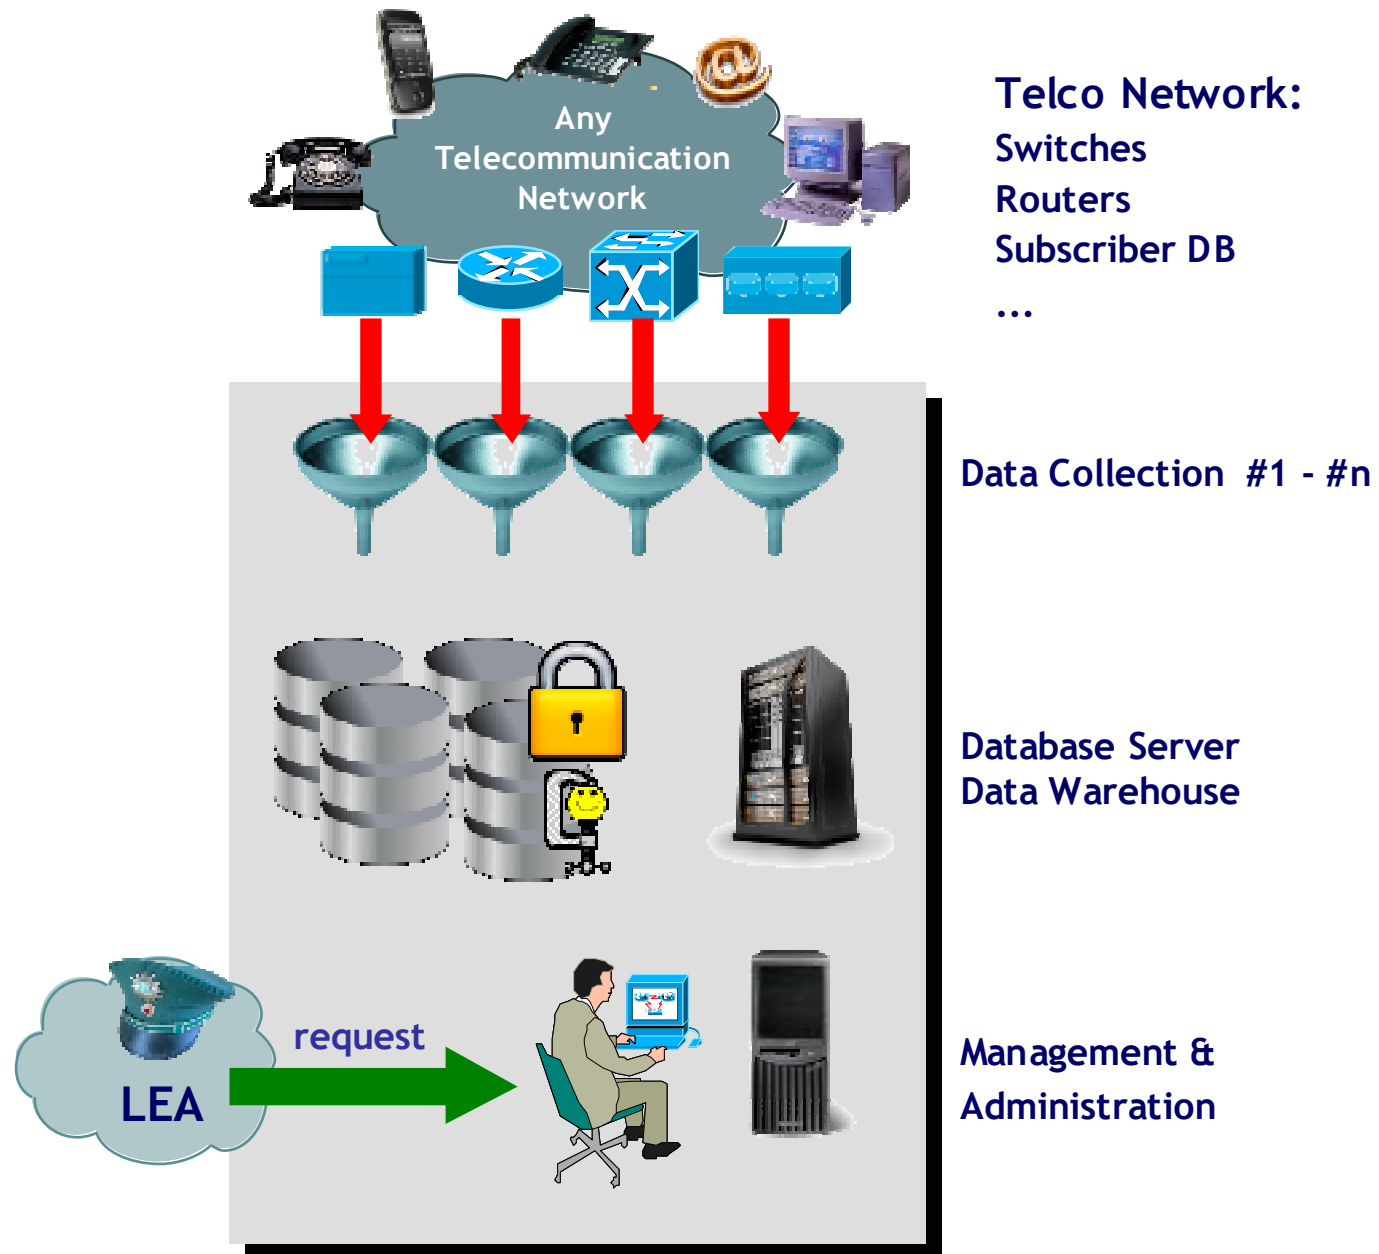 Any
Telecommunication
Network
Telco Network:
Switches
Routers
Subscriber DB
...
Data Collection #1 - #n
Database Server
Data Warehouse
request
LEA
Management &
Administration